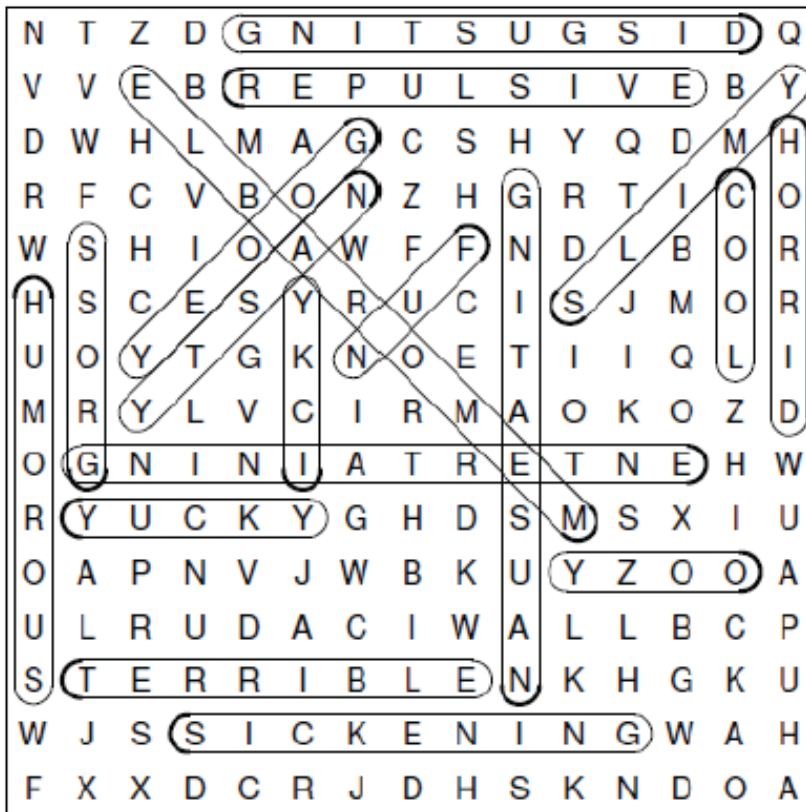 N T Z D G N I T S U G S I D Q
V V E B R E P U L S I V E B Y
D W H L M A G C S H Y Q D M H
R F C V B O N Z H G R T I C O
W S H I O A W F F N D L B O R
H S C E S Y R U C I S J M O R
U O Y T G K N O E T I I Q L I
M R Y L V C I R M A O K O Z D
O G N I N I A T R E T N E H W
R Y U C K Y G H D S M S X I U
O A P N V J W B K U Y Z O O A
U L R U D A C I W A L L B C P
S T E R R I B L E N K H G K U
W J S S I C K E N I N G W A H
F X X D C R J D H S K N D O A